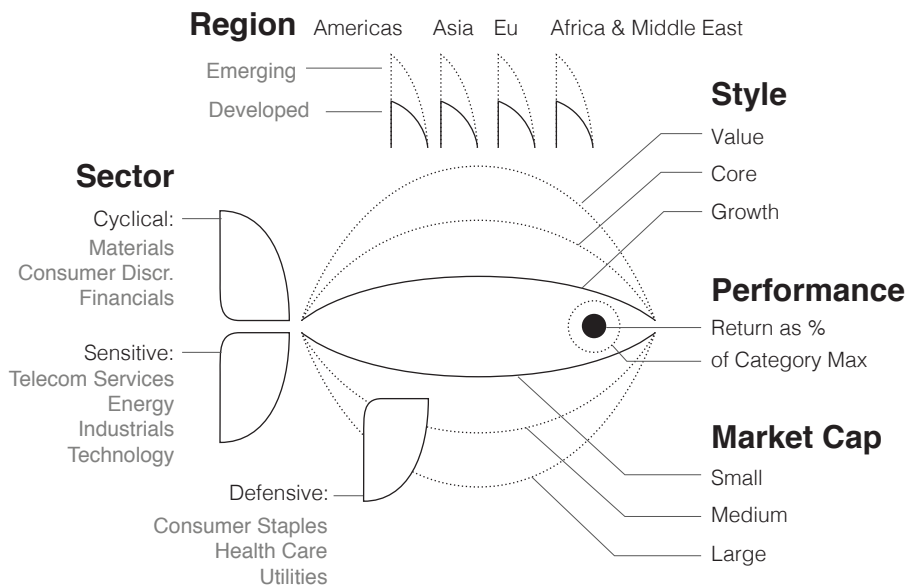 Region Americas Asia Eu Africa & Middle East
Emerging
Developed
Style
Value
Core
Growth
Sector
Cyclical:
Materials
Consumer Discr.
Financials
Performance
Return as %
of Category Max
Sensitive:
Telecom Services
Energy
Industrials
Technology
Market Cap
Small
Medium
Large
Defensive:
Consumer Staples
Health Care
Utilities